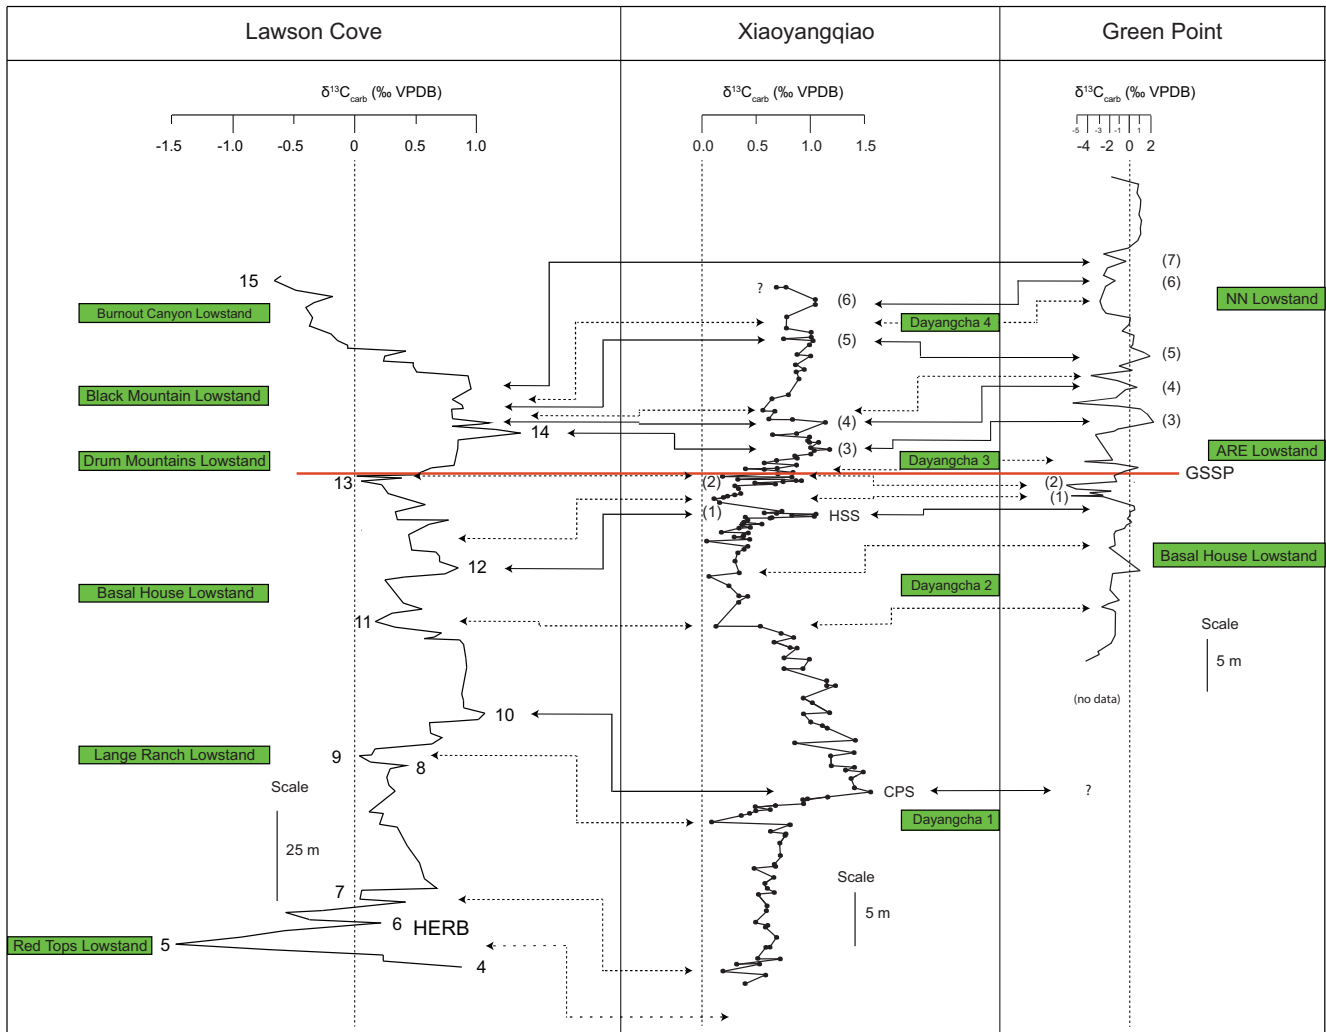 Lawson Cove
Xiaoyangqiao
Green Point
δ¹³C_carb (‰ VPDB)
δ¹³C_carb (‰ VPDB)
δ¹³C_carb (‰ VPDB)
-1.5 -1.0 -0.5 0 0.5 1.0
0.0 0.5 1.0 1.5
-5 -3 -1 1
-4 -2 0 2
(7)
15
?
(6)
(6)
NN Lowstand
Burnout Canyon Lowstand
Dayangcha 4
(5)
(5)
Black Mountain Lowstand
(4)
(4)
(3)
14
(3)
ARE Lowstand
Drum Mountains Lowstand
Dayangcha 3
GSSP
13
(2)
(2)
(1)
(1)
HSS
12
Basal House Lowstand
Basal House Lowstand
Dayangcha 2
11
Scale
5 m
(no data)
10
Lange Ranch Lowstand
9
8
Scale
CPS
?
Dayangcha 1
25 m
Scale
5 m
7
6
HERB
Red Tops Lowstand
5
4